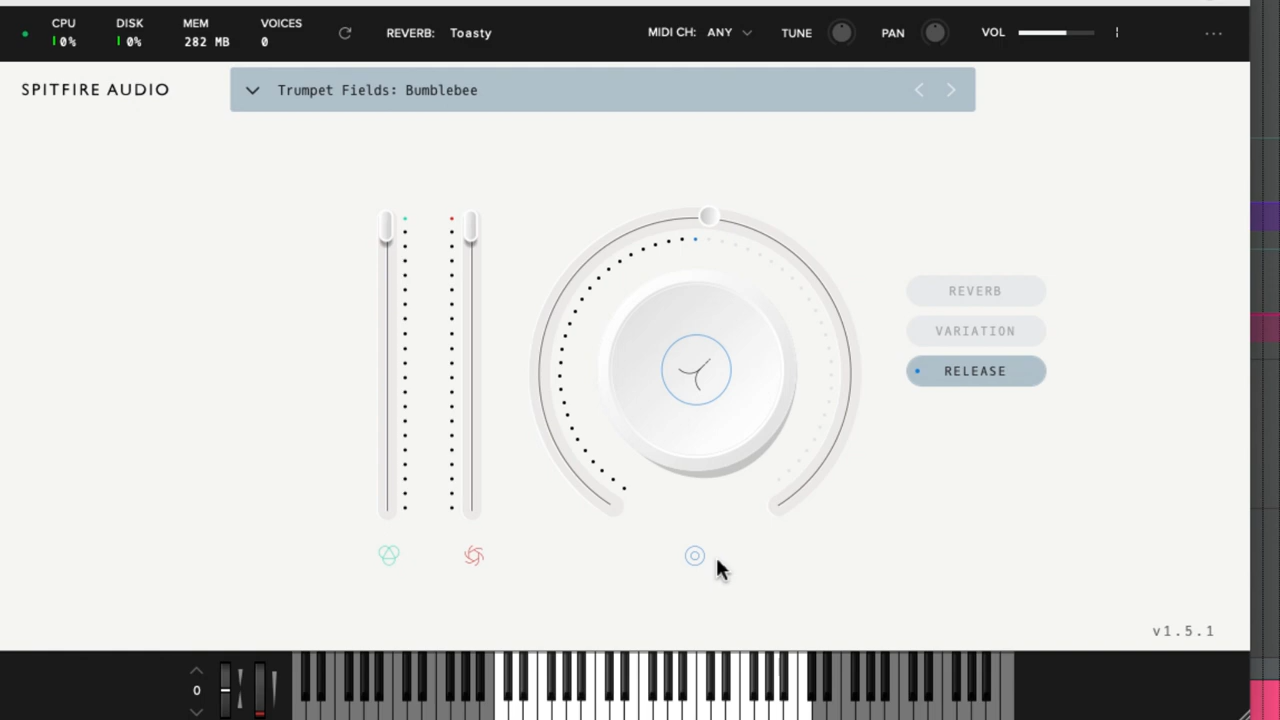 CPU DISK MEM VOICES
0% 0% 282 MB 0
REVERB: Toasty
MIDI CH: ANY TUNE PAN VOL
SPITFIRE AUDIO
Trumpet Fields: Bumblebee
REVERB
VARIATION
RELEASE
v1.5.1
0